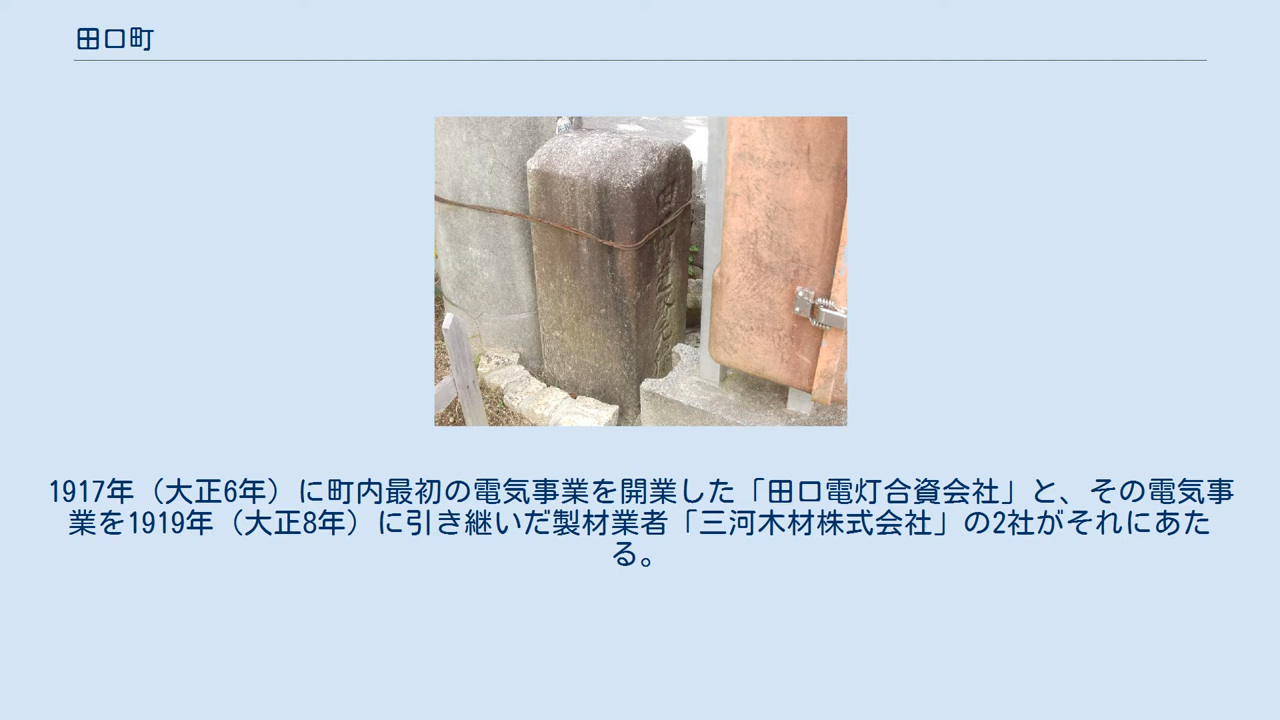 田口町
1917年（大正6年）に町内最初の電気事業を開業した「田口電灯合資会社」と、その電気事
業を1919年（大正8年）に引き継いだ製材業者「三河木材株式会社」の2社がそれにあた
る。